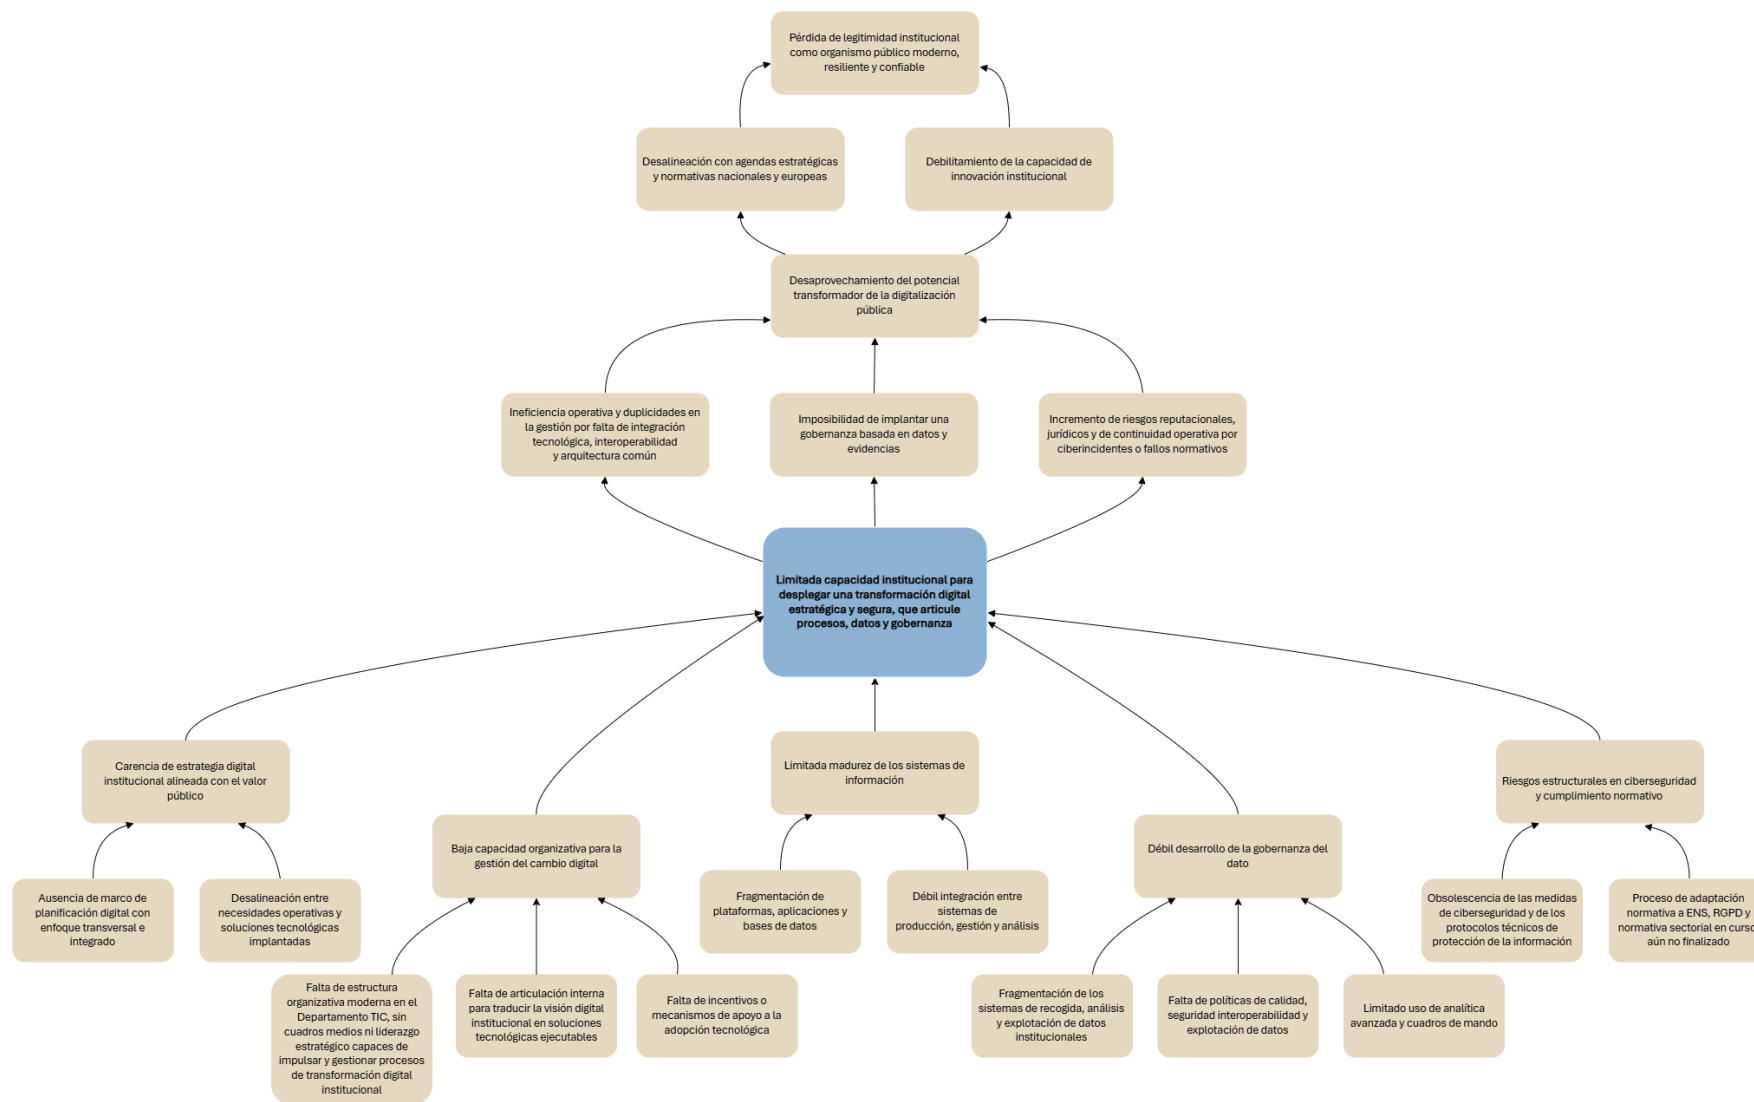 Pérdida de legitimidad institucional
como organismo público moderno,
resiliente y confiable
Desalineación con agendas estratégicas
y normativas nacionales y europeas
Debilitamiento de la capacidad de
innovación institucional
Desaprovechamiento del potencial
transformador de la digitalización
pública
Ineficiencia operativa y duplicidades en
la gestión por falta de integración
tecnológica, interoperabilidad
y arquitectura común
Imposibilidad de implantar una
gobernanza basada en datos y
evidencias
Incremento de riesgos reputacionales,
jurídicos y de continuidad operativa por
ciberincidentes o fallos normativos
Limitada capacidad institucional para
desplegar una transformación digital
estratégica y segura, que articule
procesos, datos y gobernanza
Carencia de estrategia digital
institucional alineada con el valor
público
Baja capacidad organizativa para la
gestión del cambio digital
Limitada madurez de los sistemas de
información
Débil desarrollo de la gobernanza del
dato
Riesgos estructurales en ciberseguridad
y cumplimiento normativo
Ausencia de marco de
planificación digital con
enfoque transversal e
integrado
Desalineación entre
necesidades operativas y
soluciones tecnológicas
implantadas
Falta de estructura
organizativa moderna en el
Departamento TIC, sin
cuadros medios ni liderazgo
estratégico capaces de
impulsar y gestionar procesos
de transformación digital
institucional
Falta de articulación interna
para traducir la visión digital
institucional en soluciones
tecnológicas ejecutables
Falta de incentivos o
mecanismos de apoyo a la
adopción tecnológica
Fragmentación de
plataformas, aplicaciones y
bases de datos
Débil integración entre
sistemas de
producción, gestión y análisis
Fragmentación de los
sistemas de recogida, análisis
y explotación de datos
institucionales
Falta de políticas de calidad,
seguridad interoperabilidad y
explotación de datos
Limitado uso de analítica
avanzada y cuadros de mando
Obsolescencia de las medidas
de ciberseguridad y de los
protocolos técnicos de
protección de la información
Proceso de adaptación
normativa a ENS, RGPD y
normativa sectorial en curso
aún no finalizado